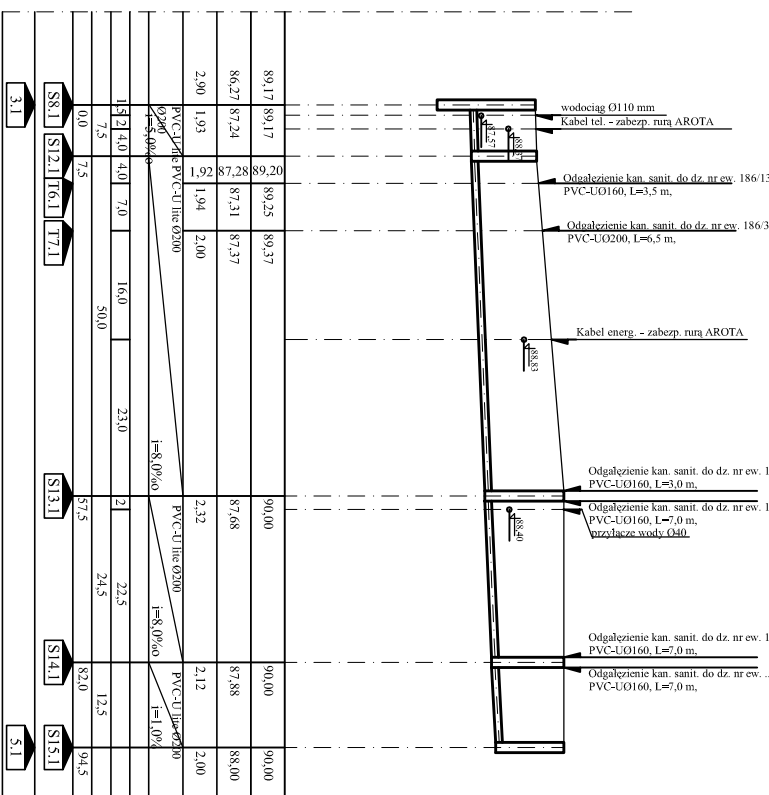 89,17
86,27
2,90
89,17
87,24
1,93
1,92 87,28 89,20
89,25
87,31
1,94
89,37
87,37
2,00
90,00
87,68
2,32
90,00
87,88
2,12
90,00
88,00
2,00
PVC-U lite
Ø200
i=5,0%o
PVC-U lite Ø200
i=8,0%o
PVC-U lite Ø200
i=8,0%o
PVC-U lite Ø200
i=1,0%
1,5
2
4,0
4,0
7,0
16,0
23,0
2
22,5
7,5
50,0
24,5
12,5
0,0
7,5
57,5
82,0
94,5
S8.1
S12.1
T6.1
T7.1
S13.1
S14.1
S15.1
3.1
5.1
wodociąg Ø110 mm
Kabel tel. - zabezp. rurą AROTA
87,57
Odgałęzienie kan. sanit. do dz. nr ew. 186/13
PVC-UØ160, L=3,5 m,
Odgałęzienie kan. sanit. do dz. nr ew. 186/3
PVC-UØ200, L=6,5 m,
Kabel energ. - zabezp. rurą AROTA
88,83
Odgałęzienie kan. sanit. do dz. nr ew. 1
PVC-UØ160, L=3,0 m,
Odgałęzienie kan. sanit. do dz. nr ew. 1
PVC-UØ160, L=7,0 m,
przyłącze wody Ø40
88,40
Odgałęzienie kan. sanit. do dz. nr ew. 1
PVC-UØ160, L=7,0 m,
Odgałęzienie kan. sanit. do dz. nr ew. ..
PVC-UØ160, L=7,0 m,